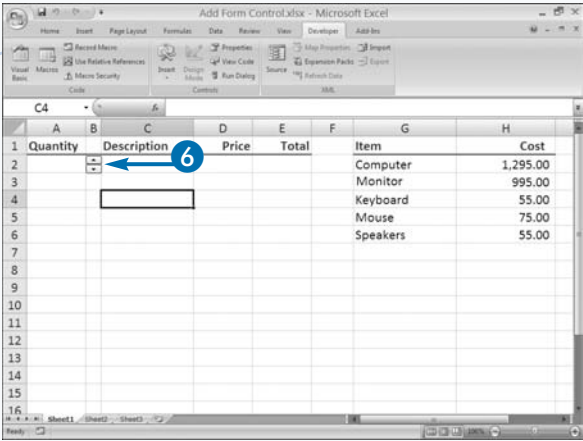 Add Form Control.xlsx - Microsoft Excel
Home Insert Page Layout Formulas Data Review View Developer Add-Ins
Visual Basic
Macros
Record Macro
Use Relative References
Macro Security
Code
Insert
Design Mode
Properties
View Code
Run Dialog
Controls
Source
Map Properties
Expansion Packs
Refresh Data
Import
Export
XML
C4 fx
A B C D E F G H
1 Quantity Description Price Total Item Cost
2 6 Computer 1,295.00
3 Monitor 995.00
4 Keyboard 55.00
5 Mouse 75.00
6 Speakers 55.00
7
8
9
10
11
12
13
14
15
16
Sheet1 Sheet2 Sheet3
Ready 100%